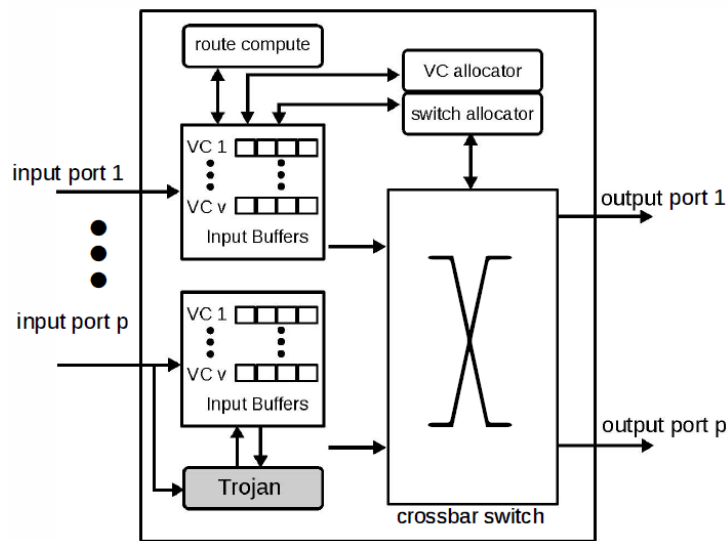 route compute
VC allocator
switch allocator
VC 1
VC v
Input Buffers
input port 1
output port 1
input port p
VC 1
VC v
Input Buffers
output port p
Trojan
crossbar switch